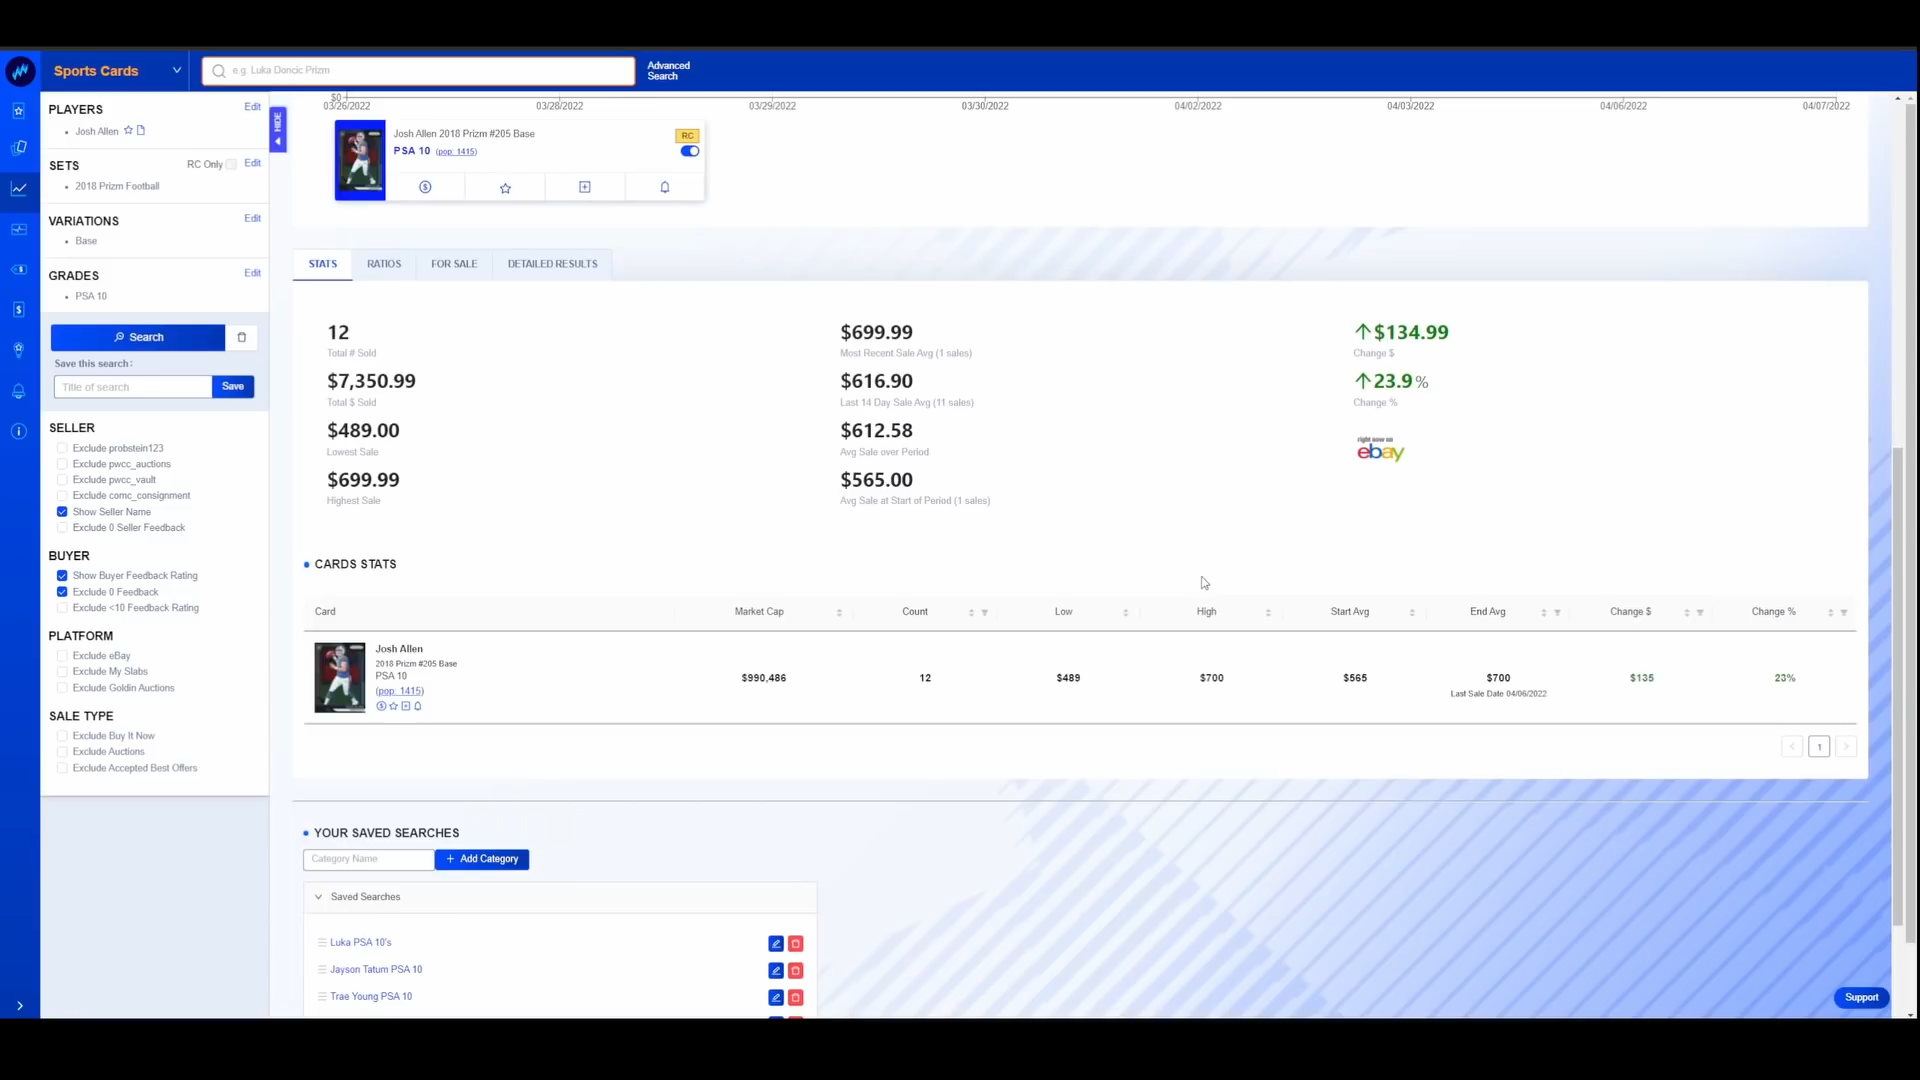 Sports Cards
e.g. Luka Doncic Prizm
Advanced
Search
PLAYERS
Edit
Josh Allen
SETS
RC Only
Edit
2018 Prizm Football
VARIATIONS
Edit
Base
GRADES
Edit
PSA 10
Search
Save this search:
Title of search
Save
SELLER
Exclude probstein123
Exclude pwcc_auctions
Exclude pwcc_vault
Exclude comc_consignment
Show Seller Name
Exclude 0 Seller Feedback
BUYER
Show Buyer Feedback Rating
Exclude 0 Feedback
Exclude <10 Feedback Rating
PLATFORM
Exclude eBay
Exclude My Slabs
Exclude Goldin Auctions
SALE TYPE
Exclude Buy It Now
Exclude Auctions
Exclude Accepted Best Offers
HIDE
$0
03/26/2022 03/28/2022 03/29/2022 03/30/2022 04/02/2022 04/03/2022 04/06/2022 04/07/2022
Josh Allen 2018 Prizm #205 Base
RC
PSA 10 (pop: 1415)
STATS RATIOS FOR SALE DETAILED RESULTS
12
Total # Sold
$7,350.99
Total $ Sold
$489.00
Lowest Sale
$699.99
Highest Sale
$699.99
Most Recent Sale Avg (1 sales)
$616.90
Last 14 Day Sale Avg (11 sales)
$612.58
Avg Sale over Period
$565.00
Avg Sale at Start of Period (1 sales)
↑$134.99
Change $
↑23.9 %
Change %
right now on
ebay
CARDS STATS
Card Market Cap Count Low High Start Avg End Avg Change $ Change %
Josh Allen
2018 Prizm #205 Base
PSA 10
(pop: 1415)
$990,486 12 $489 $700 $565 $700 $135 23%
Last Sale Date 04/06/2022
1
YOUR SAVED SEARCHES
Category Name
+ Add Category
Saved Searches
Luka PSA 10's
Jayson Tatum PSA 10
Trae Young PSA 10
Support